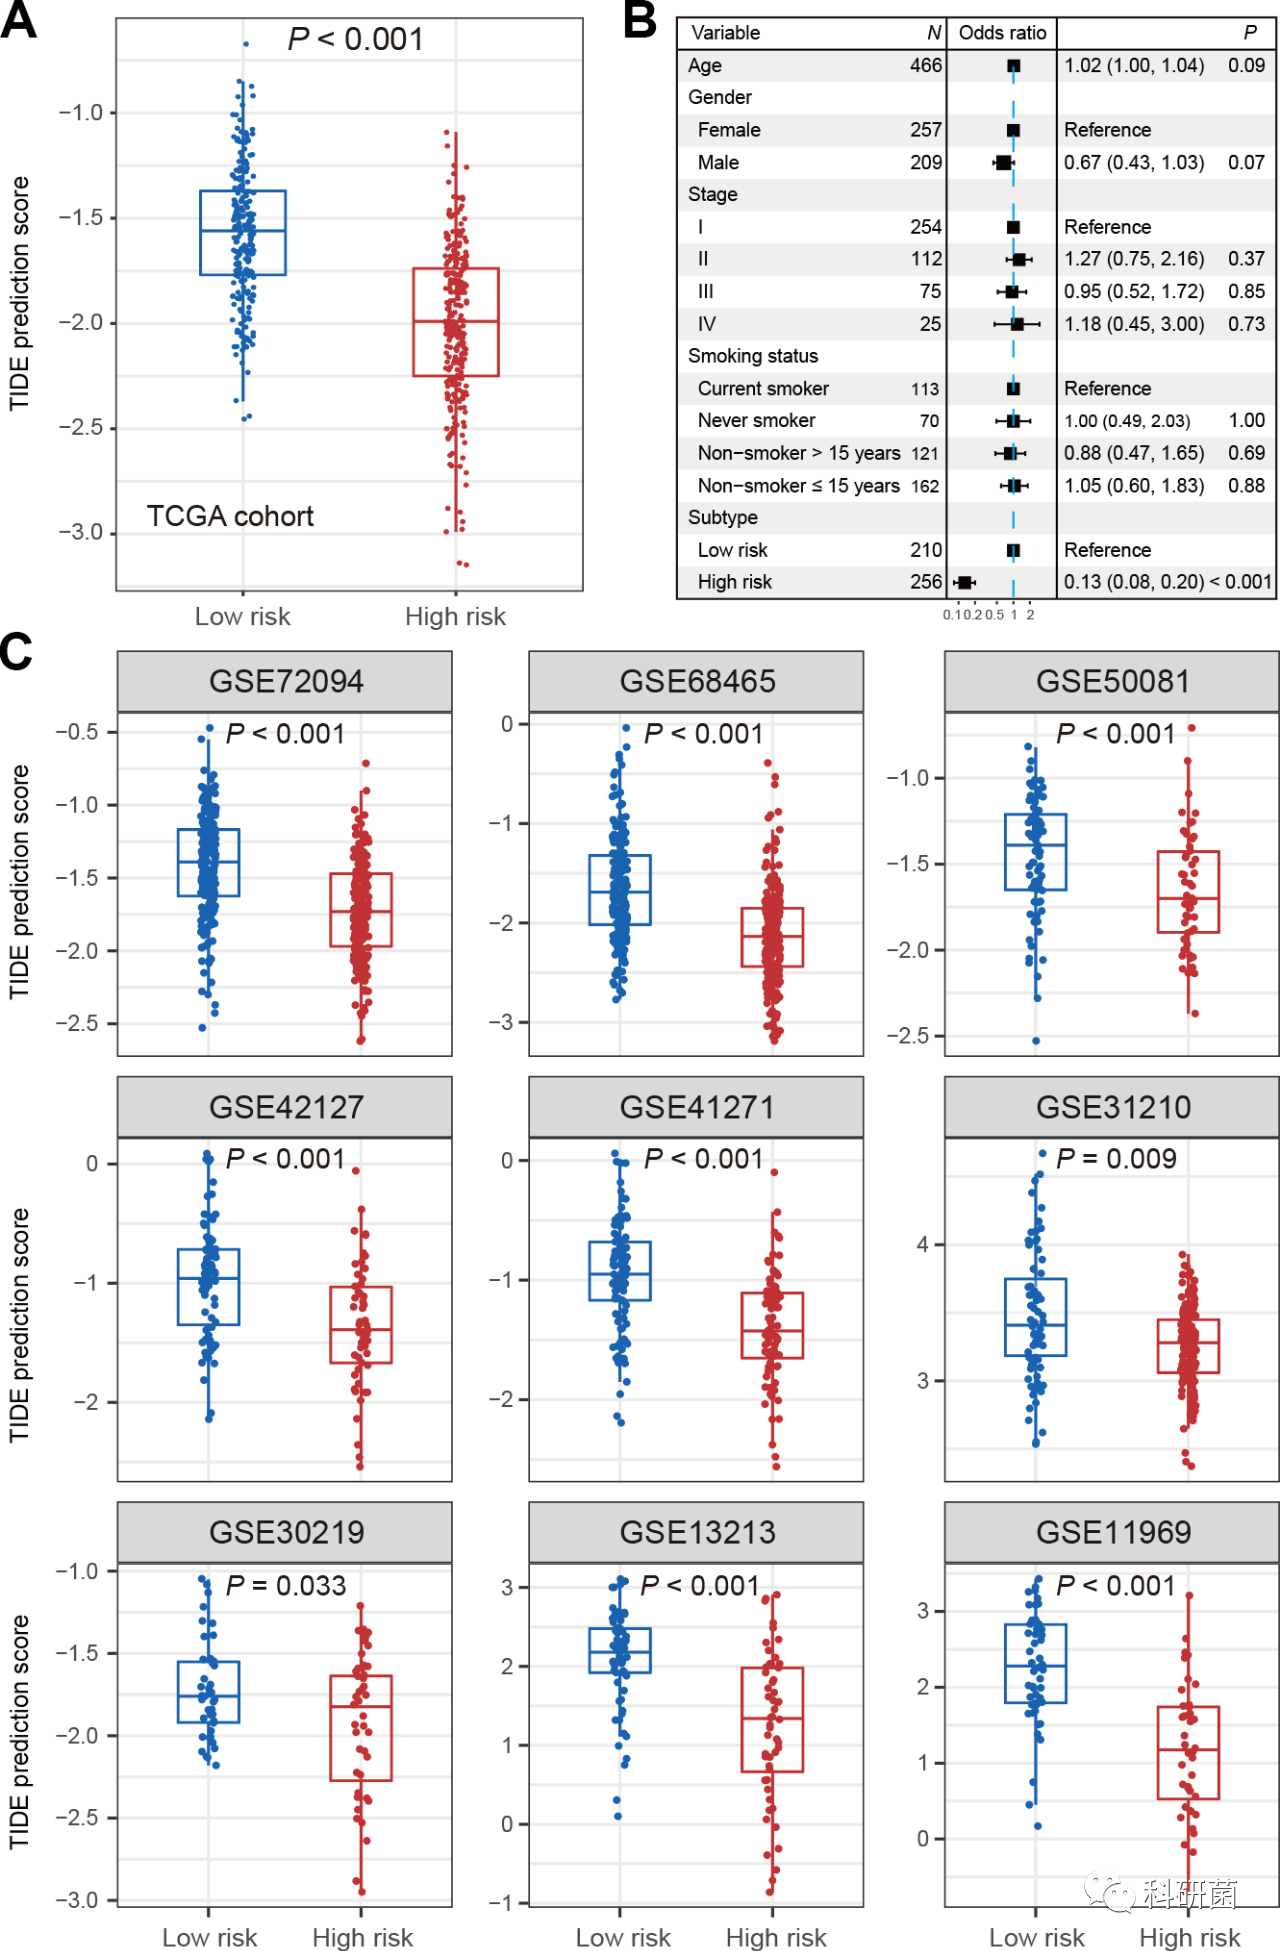 A
P < 0.001
TIDE prediction score
−1.0
−1.5
−2.0
−2.5
−3.0
TCGA cohort
Low risk High risk
B
Variable N Odds ratio P
Age 466 1.02 (1.00, 1.04) 0.09
Gender
Female 257 Reference
Male 209 0.67 (0.43, 1.03) 0.07
Stage
I 254 Reference
II 112 1.27 (0.75, 2.16) 0.37
III 75 0.95 (0.52, 1.72) 0.85
IV 25 1.18 (0.45, 3.00) 0.73
Smoking status
Current smoker 113 Reference
Never smoker 70 1.00 (0.49, 2.03) 1.00
Non−smoker > 15 years 121 0.88 (0.47, 1.65) 0.69
Non−smoker ≤ 15 years 162 1.05 (0.60, 1.83) 0.88
Subtype
Low risk 210 Reference
High risk 256 0.13 (0.08, 0.20) < 0.001
0.1 0.2 0.5 1 2
C
GSE72094
P < 0.001
TIDE prediction score
−0.5
−1.0
−1.5
−2.0
−2.5
GSE68465
P < 0.001
0
−1
−2
−3
GSE50081
P < 0.001
−1.0
−1.5
−2.0
−2.5
GSE42127
P < 0.001
TIDE prediction score
0
−1
−2
GSE41271
P < 0.001
0
−1
−2
GSE31210
P = 0.009
4
3
GSE30219
P = 0.033
TIDE prediction score
−1.0
−1.5
−2.0
−2.5
−3.0
Low risk High risk
GSE13213
P < 0.001
3
2
1
0
−1
Low risk High risk
GSE11969
P < 0.001
3
2
1
0
科研菌
Low risk High risk